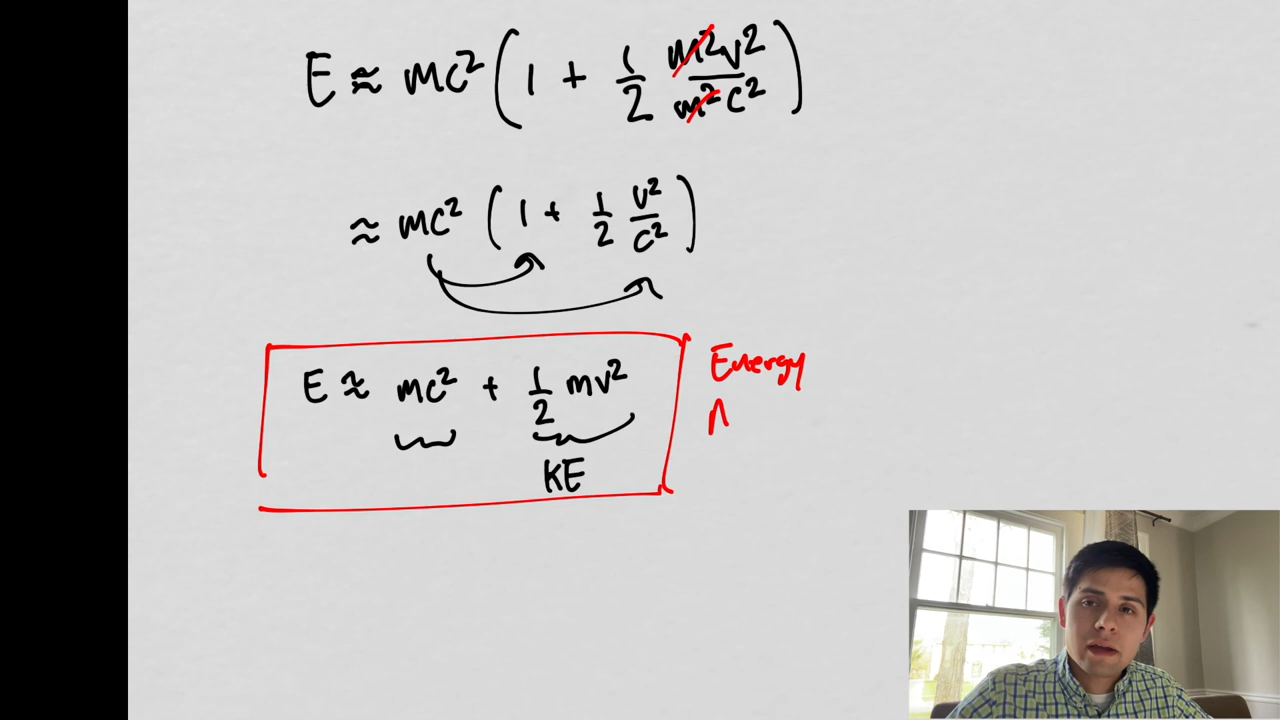 E ≈ mc² (1 + 1/2 m²v²/m²c²)
≈ mc² (1 + 1/2 v²/c²)
E ≈ mc² + 1/2 mv²
KE
Energy